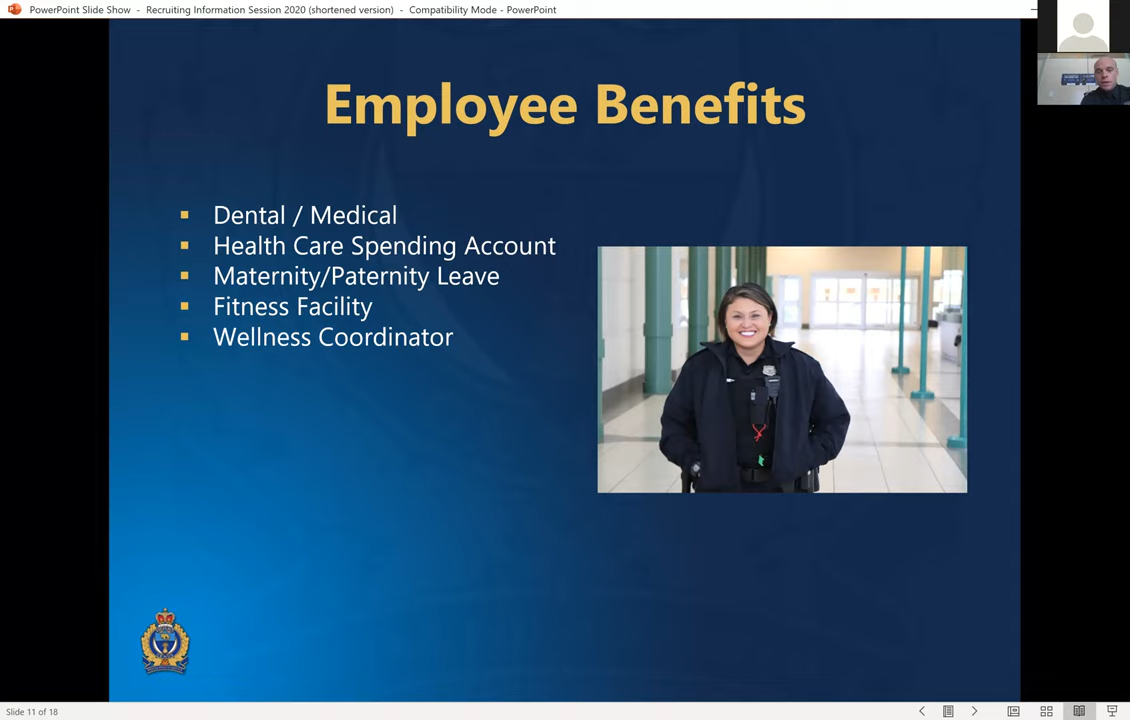 PowerPoint Slide Show - Recruiting Information Session 2020 (shortened version) - Compatibility Mode - PowerPoint
Employee Benefits
Dental / Medical
Health Care Spending Account
Maternity/Paternity Leave
Fitness Facility
Wellness Coordinator
Slide 11 of 18